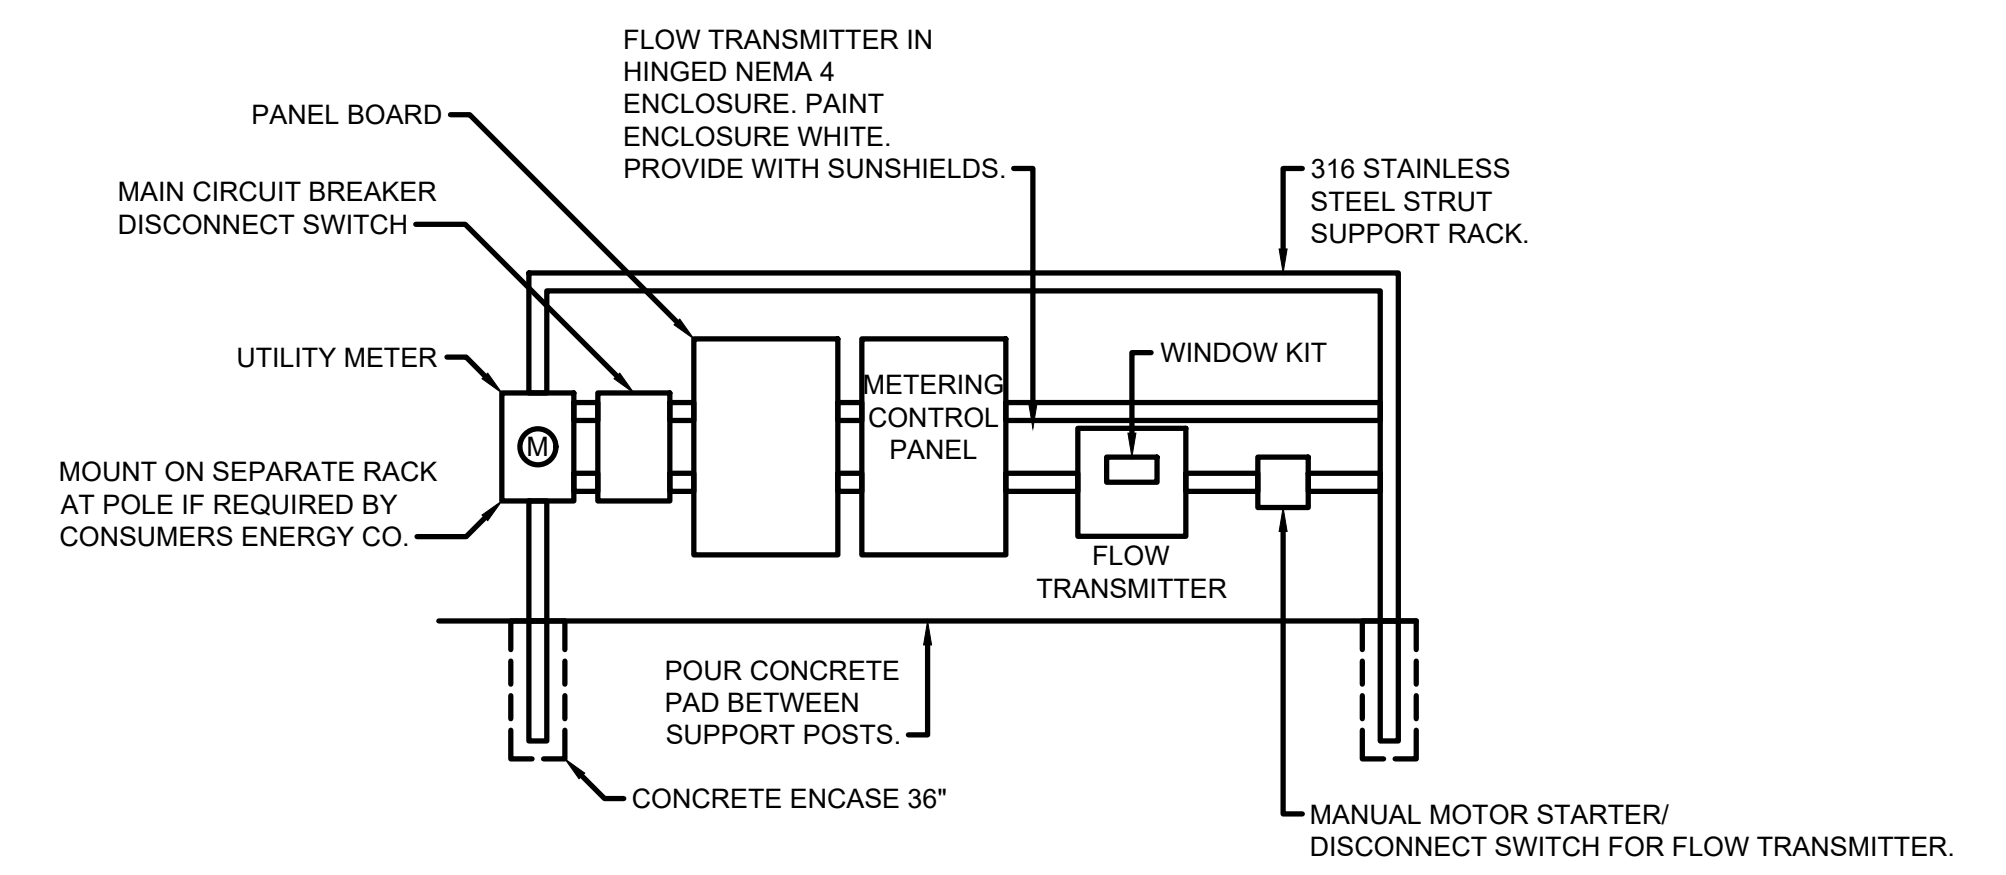 FLOW TRANSMITTER IN
HINGED NEMA 4
ENCLOSURE. PAINT
ENCLOSURE WHITE.
PROVIDE WITH SUNSHIELDS.
PANEL BOARD
MAIN CIRCUIT BREAKER
DISCONNECT SWITCH
316 STAINLESS
STEEL STRUT
SUPPORT RACK.
UTILITY METER
WINDOW KIT
METERING
CONTROL
PANEL
M
MOUNT ON SEPARATE RACK
AT POLE IF REQUIRED BY
CONSUMERS ENERGY CO.
FLOW
TRANSMITTER
POUR CONCRETE
PAD BETWEEN
SUPPORT POSTS.
CONCRETE ENCASE 36"
MANUAL MOTOR STARTER/
DISCONNECT SWITCH FOR FLOW TRANSMITTER.